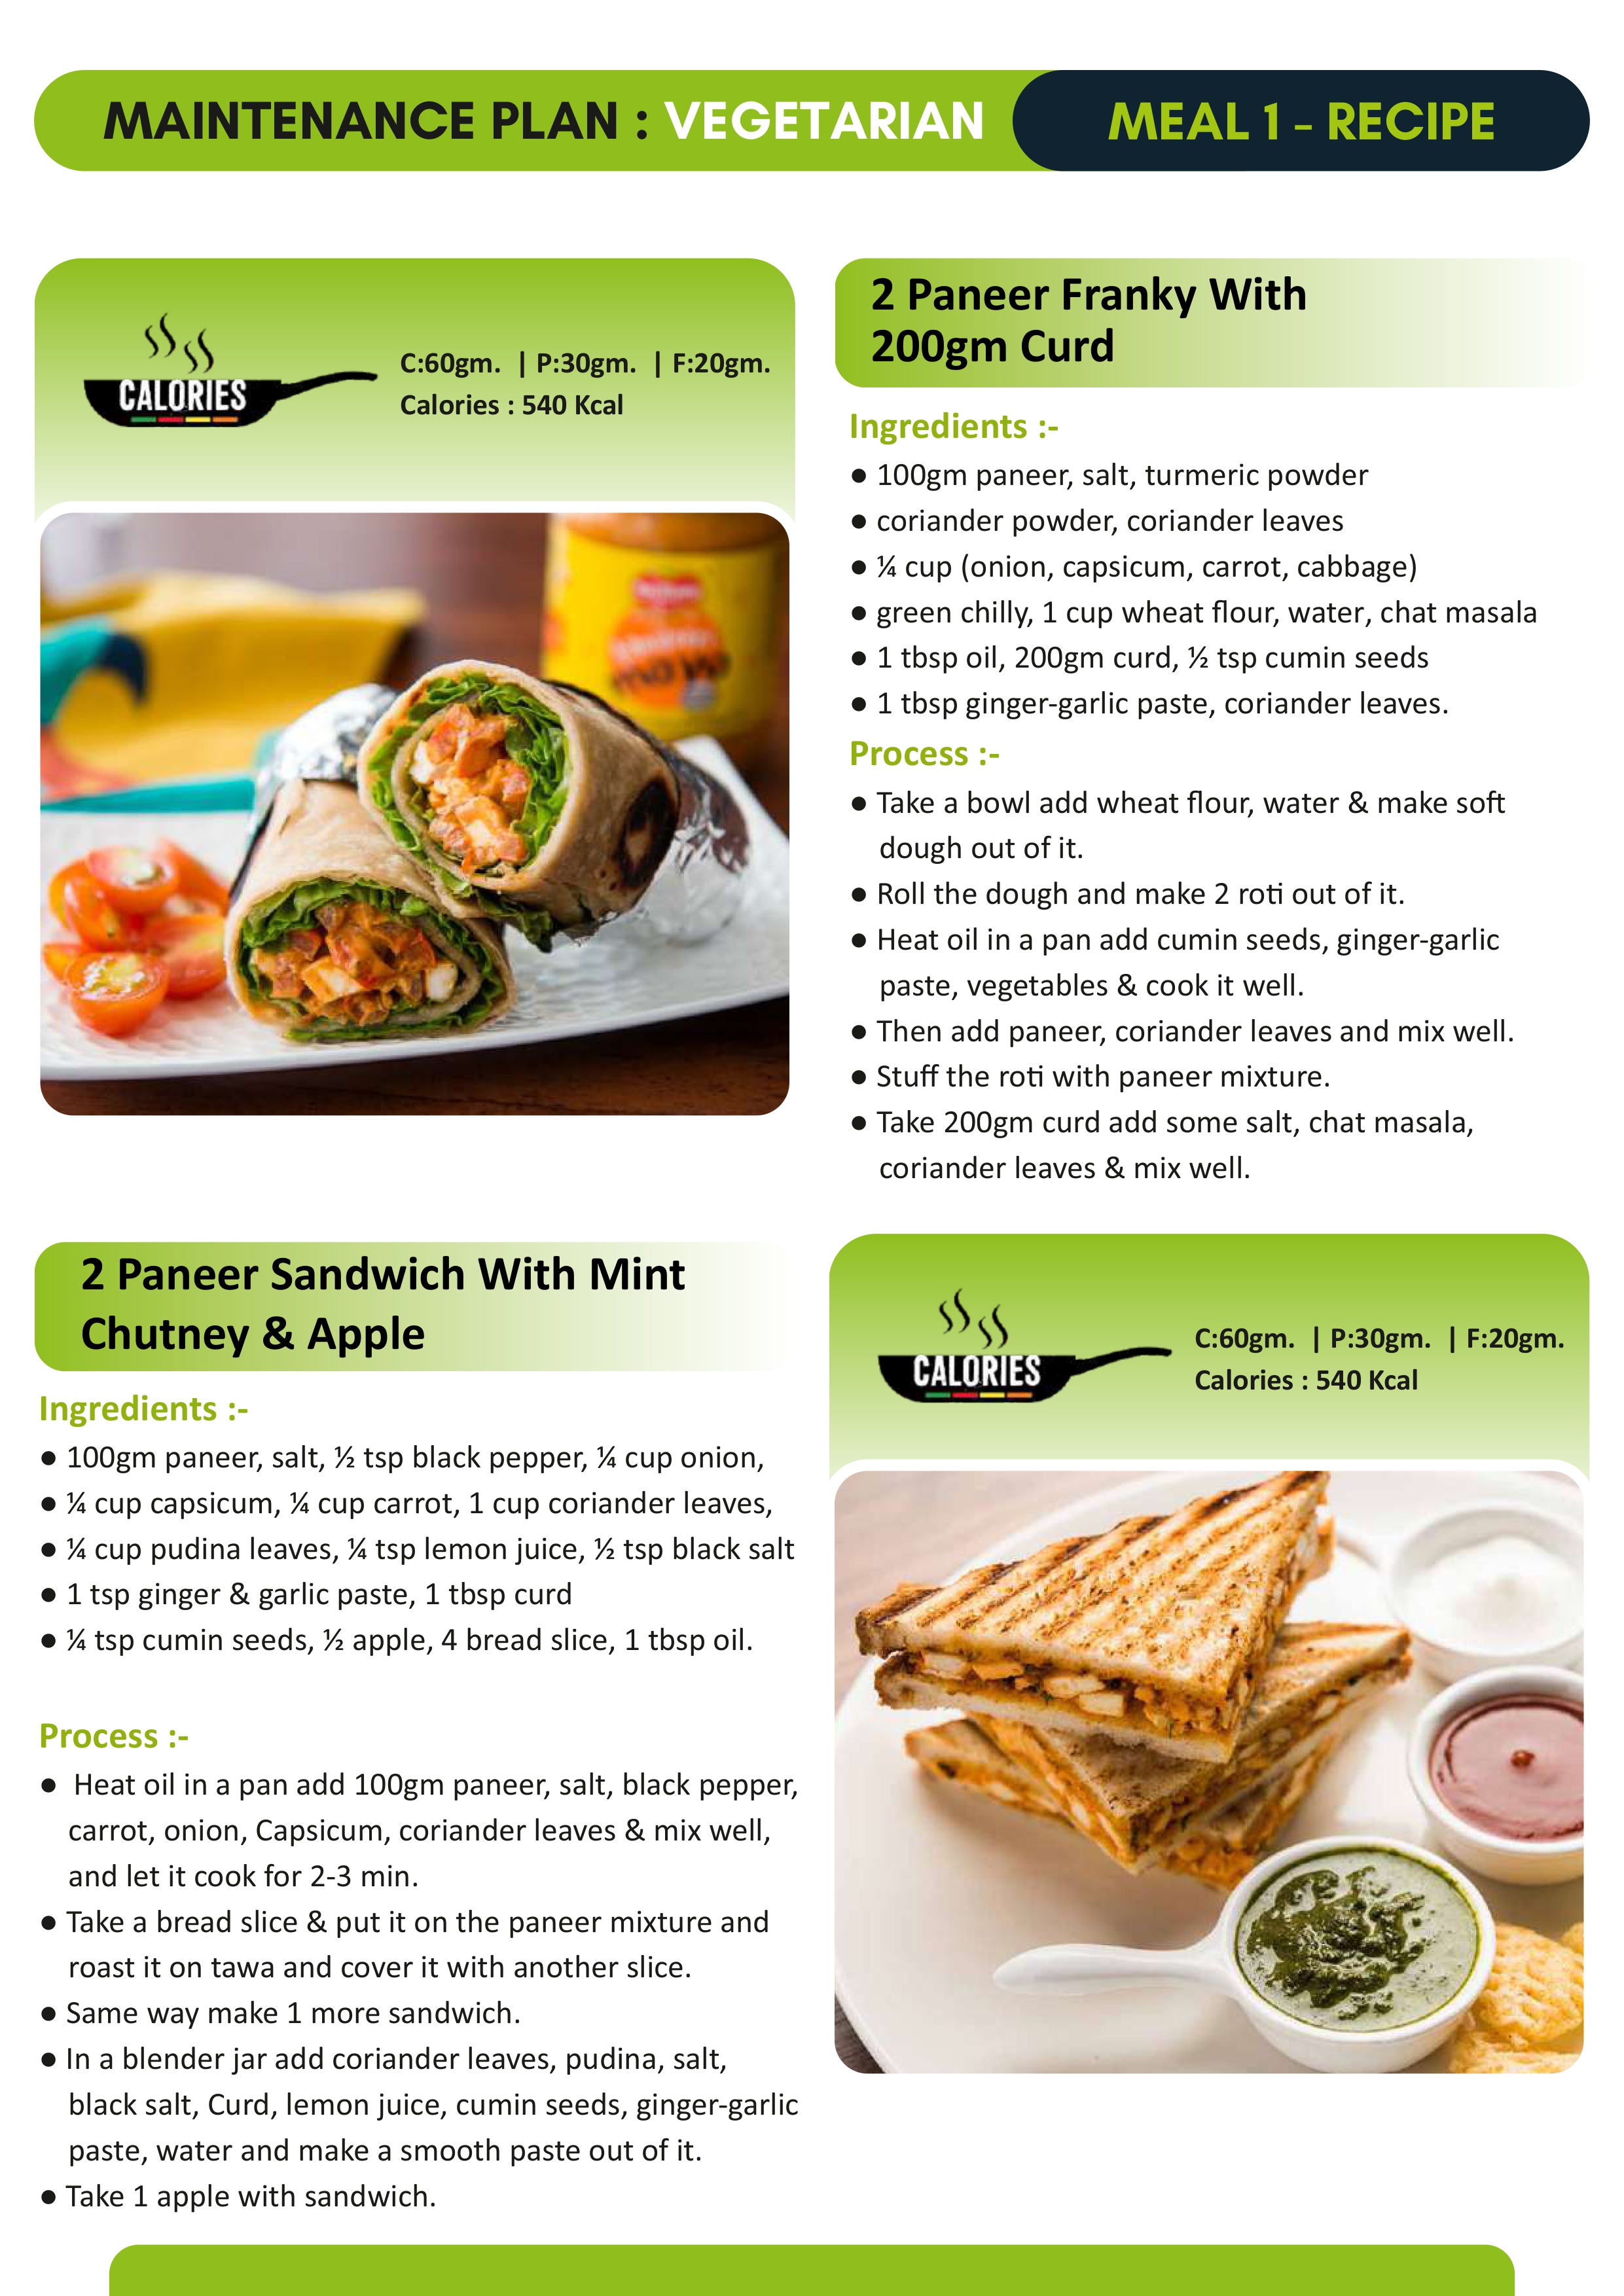 MAINTENANCE PLAN : VEGETARIAN
MEAL 1 - RECIPE
CALORIES
C:60gm. | P:30gm. | F:20gm.
Calories : 540 Kcal
2 Paneer Franky With
200gm Curd
Ingredients :-
● 100gm paneer, salt, turmeric powder
● coriander powder, coriander leaves
● ¼ cup (onion, capsicum, carrot, cabbage)
● green chilly, 1 cup wheat flour, water, chat masala
● 1 tbsp oil, 200gm curd, ½ tsp cumin seeds
● 1 tbsp ginger-garlic paste, coriander leaves.
Process :-
● Take a bowl add wheat flour, water & make soft
dough out of it.
● Roll the dough and make 2 roti out of it.
● Heat oil in a pan add cumin seeds, ginger-garlic
paste, vegetables & cook it well.
● Then add paneer, coriander leaves and mix well.
● Stuff the roti with paneer mixture.
● Take 200gm curd add some salt, chat masala,
coriander leaves & mix well.
2 Paneer Sandwich With Mint
Chutney & Apple
Ingredients :-
● 100gm paneer, salt, ½ tsp black pepper, ¼ cup onion,
● ¼ cup capsicum, ¼ cup carrot, 1 cup coriander leaves,
● ¼ cup pudina leaves, ¼ tsp lemon juice, ½ tsp black salt
● 1 tsp ginger & garlic paste, 1 tbsp curd
● ¼ tsp cumin seeds, ½ apple, 4 bread slice, 1 tbsp oil.
Process :-
● Heat oil in a pan add 100gm paneer, salt, black pepper,
carrot, onion, Capsicum, coriander leaves & mix well,
and let it cook for 2-3 min.
● Take a bread slice & put it on the paneer mixture and
roast it on tawa and cover it with another slice.
● Same way make 1 more sandwich.
● In a blender jar add coriander leaves, pudina, salt,
black salt, Curd, lemon juice, cumin seeds, ginger-garlic
paste, water and make a smooth paste out of it.
● Take 1 apple with sandwich.
CALORIES
C:60gm. | P:30gm. | F:20gm.
Calories : 540 Kcal